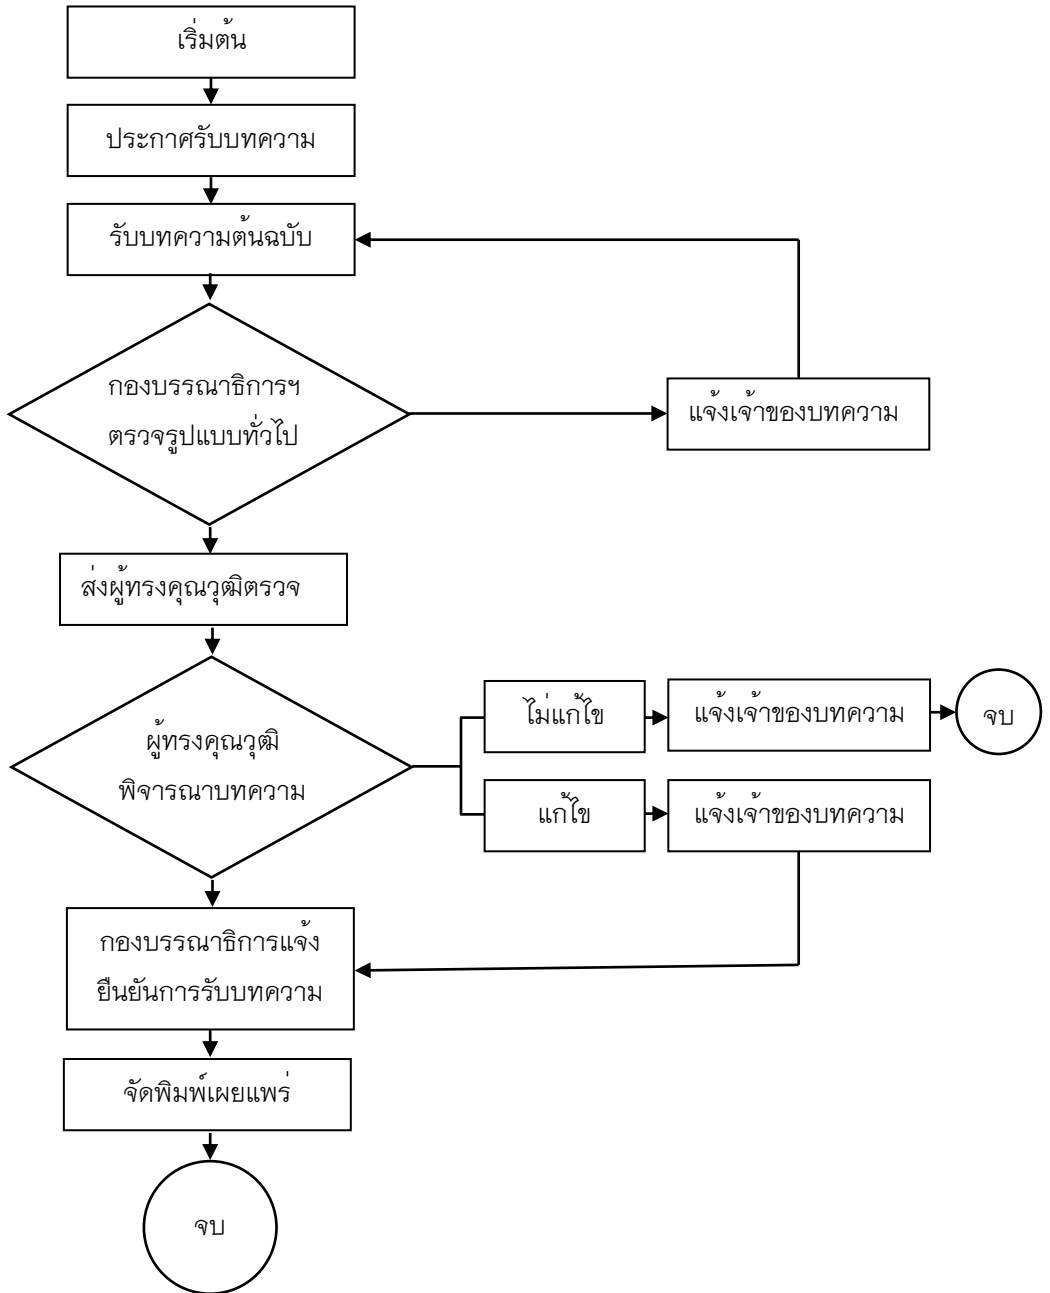 เริ่มต้น
ประกาศรับบทความ
รับบทความต้นฉบับ
กองบรรณาธิการฯ
ตรวจรูปแบบทั่วไป
แจ้งเจ้าของบทความ
ส่งผู้ทรงคุณวุฒิตรวจ
ผู้ทรงคุณวุฒิ
พิจารณาบทความ
ไม่แก้ไข
แจ้งเจ้าของบทความ
จบ
แก้ไข
แจ้งเจ้าของบทความ
กองบรรณาธิการแจ้ง
ยืนยันการรับบทความ
จัดพิมพ์เผยแพร่
จบ